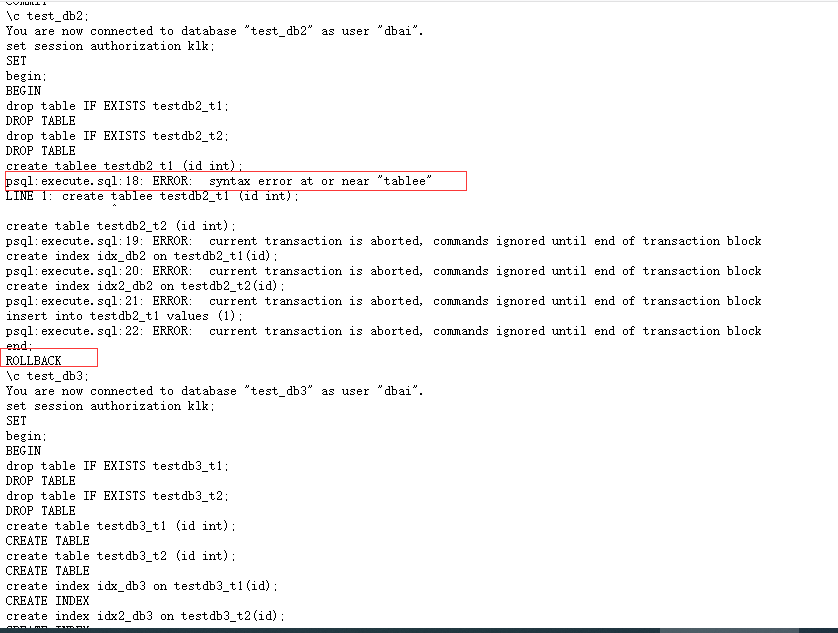 COMMIT
\c test_db2;
You are now connected to database "test_db2" as user "dbai".
set session authorization klk;
SET
begin;
BEGIN
drop table IF EXISTS testdb2_t1;
DROP TABLE
drop table IF EXISTS testdb2_t2;
DROP TABLE
create tablee testdb2_t1 (id int);
psql:execute.sql:18: ERROR:  syntax error at or near "tablee"
LINE 1: create tablee testdb2_t1 (id int);
^
create table testdb2_t2 (id int);
psql:execute.sql:19: ERROR:  current transaction is aborted, commands ignored until end of transaction block
create index idx_db2 on testdb2_t1(id);
psql:execute.sql:20: ERROR:  current transaction is aborted, commands ignored until end of transaction block
create index idx2_db2 on testdb2_t2(id);
psql:execute.sql:21: ERROR:  current transaction is aborted, commands ignored until end of transaction block
insert into testdb2_t1 values (1);
psql:execute.sql:22: ERROR:  current transaction is aborted, commands ignored until end of transaction block
end;
ROLLBACK
\c test_db3;
You are now connected to database "test_db3" as user "dbai".
set session authorization klk;
SET
begin;
BEGIN
drop table IF EXISTS testdb3_t1;
DROP TABLE
drop table IF EXISTS testdb3_t2;
DROP TABLE
create table testdb3_t1 (id int);
CREATE TABLE
create table testdb3_t2 (id int);
CREATE TABLE
create index idx_db3 on testdb3_t1(id);
CREATE INDEX
create index idx2_db3 on testdb3_t2(id);
CREATE INDEX